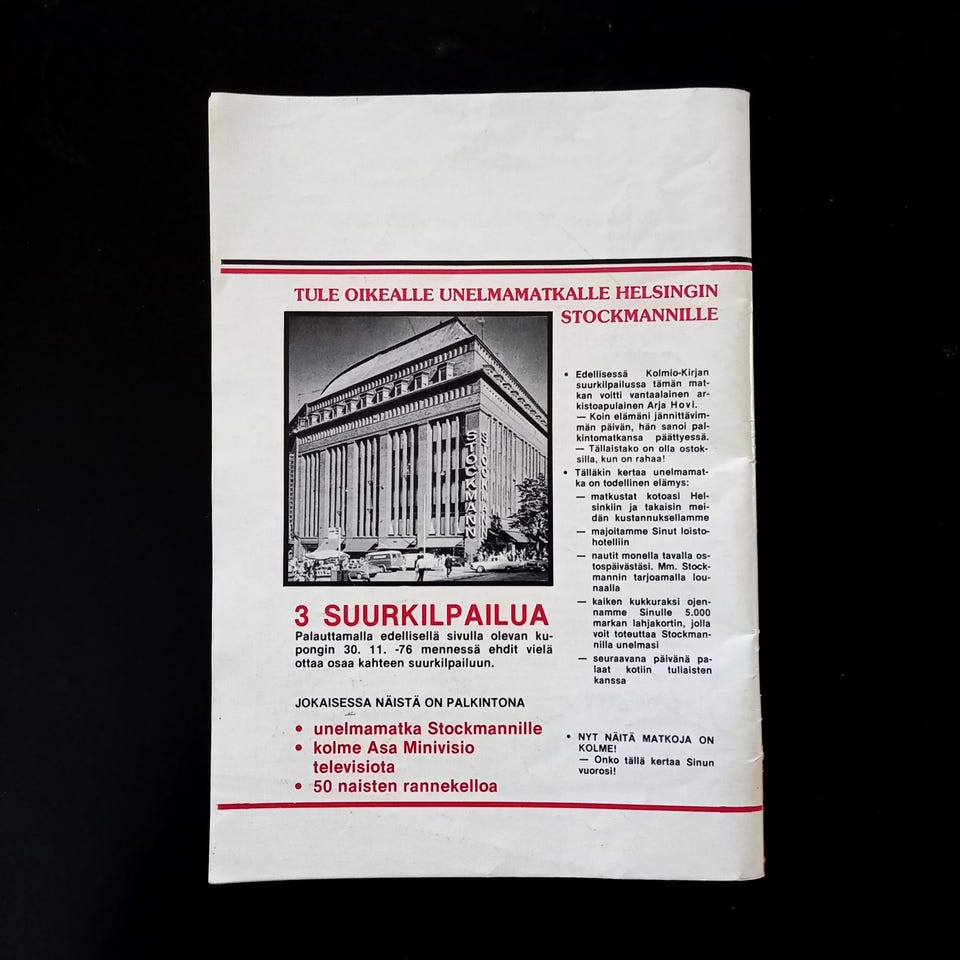 TULE OIKEALLE UNELMAMATKALLE HELSINGIN
STOCKMANNILLE
STOCKMANN
STOCKMANN
3 SUURKILPAILUA
Palauttamalla edellisellä sivulla olevan ku-
pongin 30. 11. -76 mennessä ehdit vielä
ottaa osaa kahteen suurkilpailuun.
JOKAISESSA NÄISTÄ ON PALKINTONA
• unelmamatka Stockmannille
• kolme Asa Minivisio
televisiota
• 50 naisten rannekelloa
• Edellisessä Kolmio-Kirjan
suurkilpailussa tämän mat-
kan voitti vantaalainen ar-
kistoapulainen Arja Hovi.
— Koin elämäni jännittävim-
män päivän, hän sanoi pal-
kintomatkansa päättyessä.
— Tällaistako on olla ostok-
silla, kun on rahaa!
• Tälläkin kertaa unelmamat-
ka on todellinen elämys:
— matkustat kotoasi Hel-
sinkiin ja takaisin mei-
dän kustannuksellamme
— majoitamme Sinut loisto-
hotelliin
— nautit monella tavalla os-
tospäivästäsi. Mm. Stock-
mannin tarjoamalla lou-
naalla
— kaiken kukkuraksi ojen-
namme Sinulle 5.000
markan lahjakortin, jolla
voit toteuttaa Stockman-
nilla unelmasi
— seuraavana päivänä pa-
laat kotiin tuliaisten
kanssa
• NYT NÄITÄ MATKOJA ON
KOLME!
— Onko tällä kertaa Sinun
vuorosi!